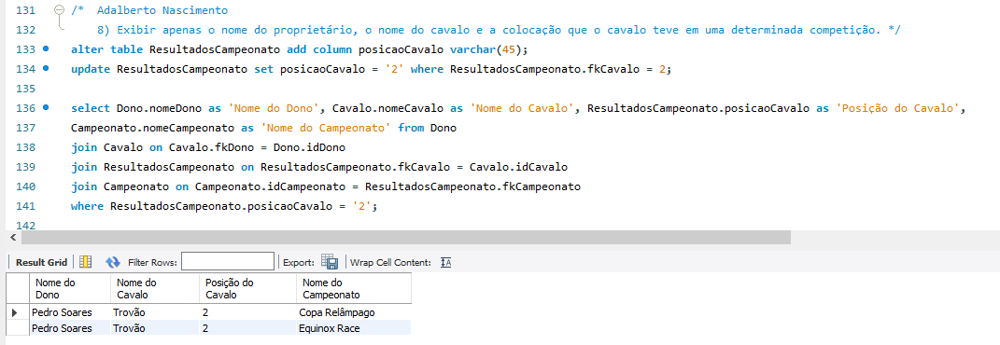 131 /* Adalberto Nascimento
132 8) Exibir apenas o nome do proprietário, o nome do cavalo e a colocação que o cavalo teve em uma determinada competição. */
133 alter table ResultadosCampeonato add column posicaoCavalo varchar(45);
134 update ResultadosCampeonato set posicaoCavalo = '2' where ResultadosCampeonato.fkCavalo = 2;
135
136 select Dono.nomeDono as 'Nome do Dono', Cavalo.nomeCavalo as 'Nome do Cavalo', ResultadosCampeonato.posicaoCavalo as 'Posição do Cavalo',
137 Campeonato.nomeCampeonato as 'Nome do Campeonato' from Dono
138 join Cavalo on Cavalo.fkDono = Dono.idDono
139 join ResultadosCampeonato on ResultadosCampeonato.fkCavalo = Cavalo.idCavalo
140 join Campeonato on Campeonato.idCampeonato = ResultadosCampeonato.fkCampeonato
141 where ResultadosCampeonato.posicaoCavalo = '2';
142
Result Grid Filter Rows: Export: Wrap Cell Content:
Nome do Nome do Posição do Nome do
Dono Cavalo Cavalo Campeonato
Pedro Soares Trovão 2 Copa Relâmpago
Pedro Soares Trovão 2 Equinox Race